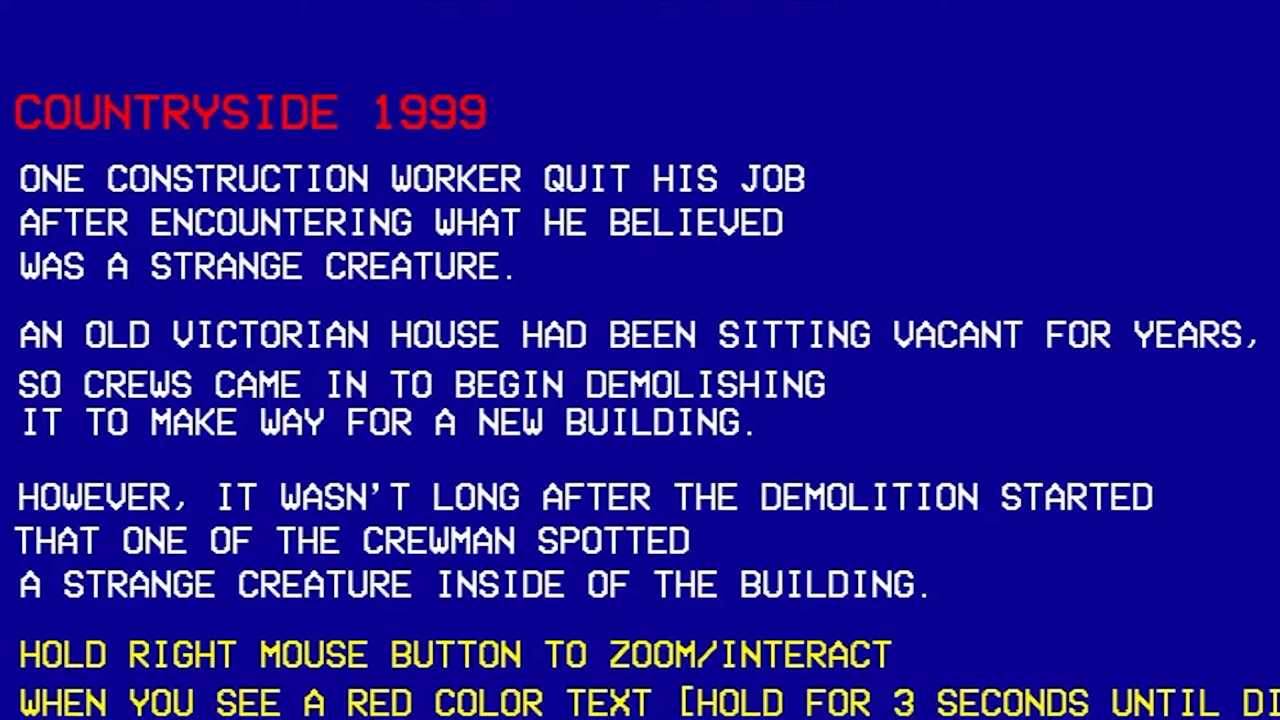 COUNTRYSIDE 1999
ONE CONSTRUCTION WORKER QUIT HIS JOB
AFTER ENCOUNTERING WHAT HE BELIEVED
WAS A STRANGE CREATURE.
AN OLD VICTORIAN HOUSE HAD BEEN SITTING VACANT FOR YEARS,
SO CREWS CAME IN TO BEGIN DEMOLISHING
IT TO MAKE WAY FOR A NEW BUILDING.
HOWEVER, IT WASN'T LONG AFTER THE DEMOLITION STARTED
THAT ONE OF THE CREWMAN SPOTTED
A STRANGE CREATURE INSIDE OF THE BUILDING.
HOLD RIGHT MOUSE BUTTON TO ZOOM/INTERACT
WHEN YOU SEE A RED COLOR TEXT [HOLD FOR 3 SECONDS UNTIL